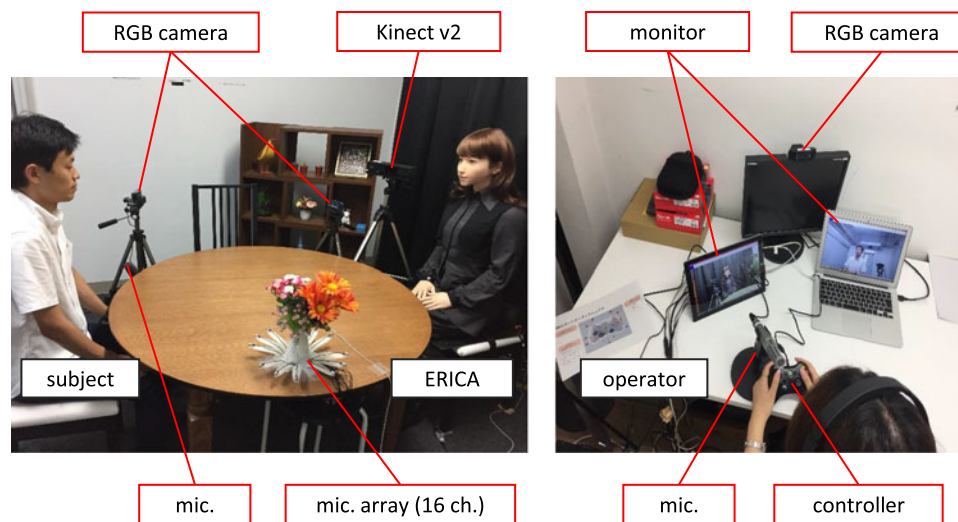 RGB camera
Kinect v2
monitor
RGB camera
subject
ERICA
operator
mic.
mic. array (16 ch.)
mic.
controller